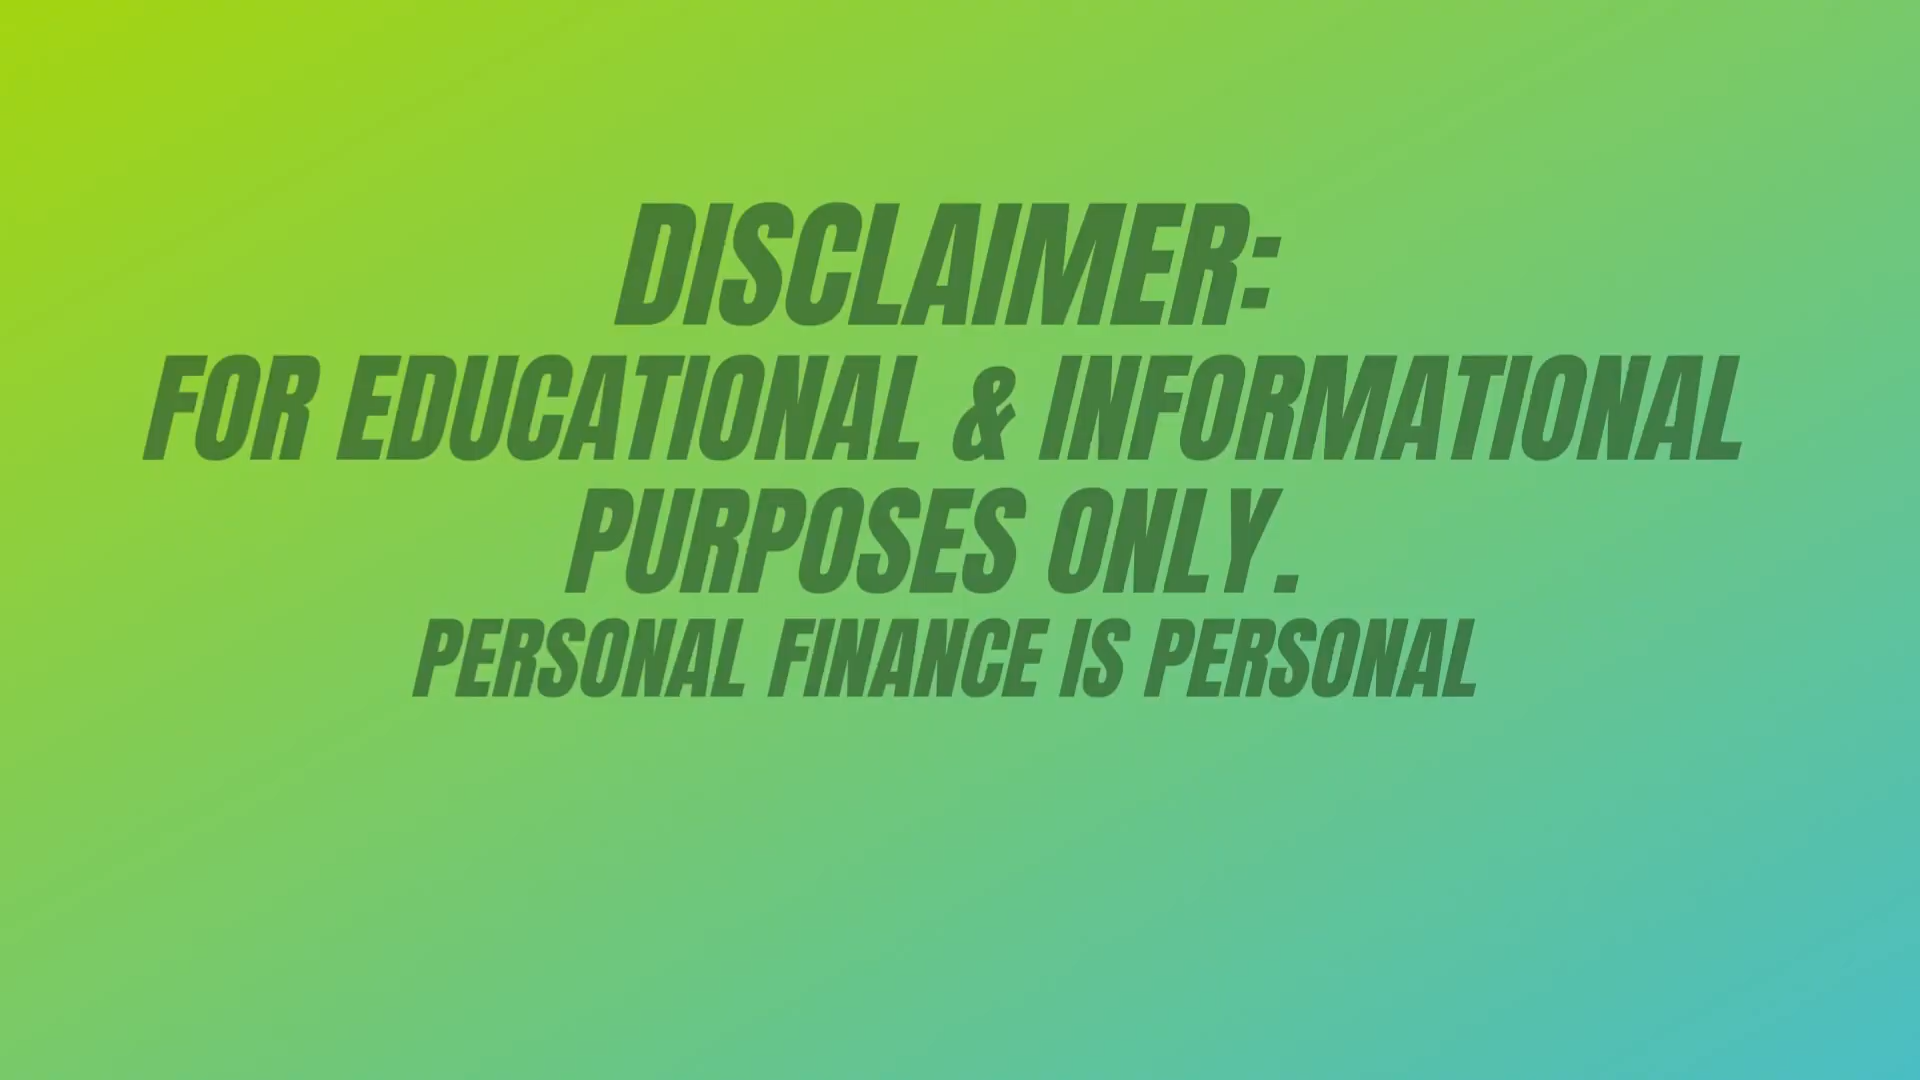 DISCLAIMER:
FOR EDUCATIONAL & INFORMATIONAL
PURPOSES ONLY.
PERSONAL FINANCE IS PERSONAL